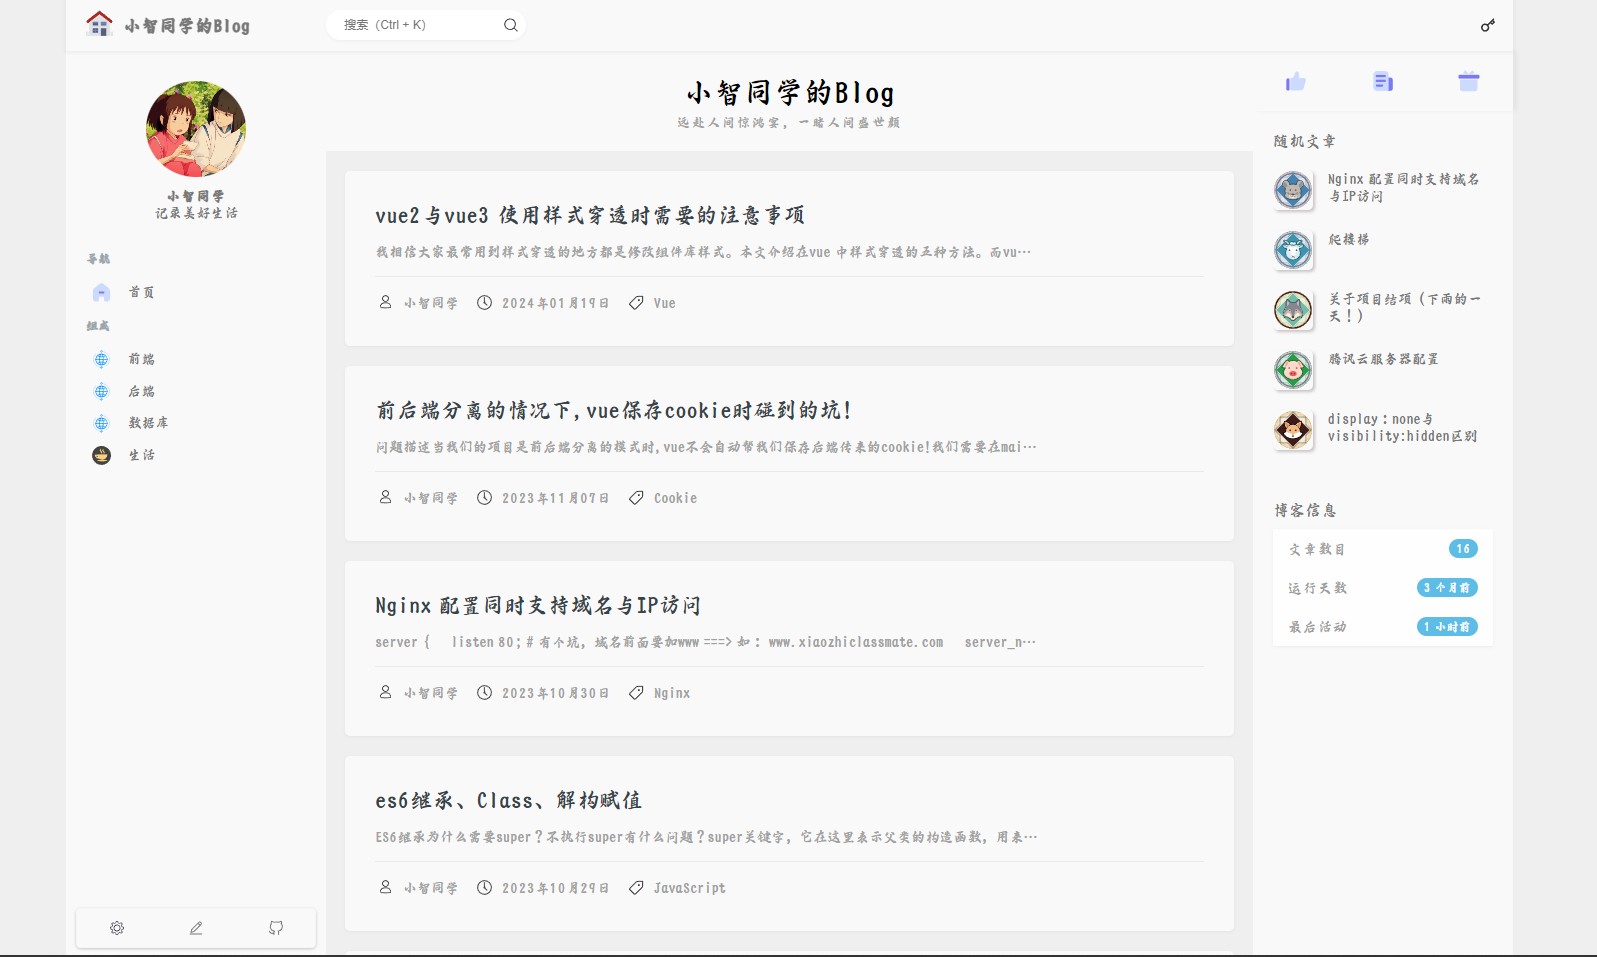 小智同学的Blog
搜索（Ctrl + K）
小智同学
记录美好生活
导航
首页
组成
前端
后端
数据库
生活
小智同学的Blog
远赴人间惊鸿宴，一睹人间盛世颜
vue2与vue3 使用样式穿透时需要的注意事项
我相信大家最常用到样式穿透的地方都是修改组件库样式。本文介绍在vue 中样式穿透的五种方法。而vu…
小智同学 2024年01月19日 Vue
前后端分离的情况下,vue保存cookie时碰到的坑!
问题描述当我们的项目是前后端分离的模式时,vue不会自动帮我们保存后端传来的cookie!我们需要在mai…
小智同学 2023年11月07日 Cookie
Nginx 配置同时支持域名与IP访问
server { listen 80; # 有个坑, 域名前面要加www ===> 如: www.xiaozhiclassmate.com server_n…
小智同学 2023年10月30日 Nginx
es6继承、Class、解构赋值
ES6继承为什么需要super？不执行super有什么问题？super关键字，它在这里表示父类的构造函数，用来…
小智同学 2023年10月29日 JavaScript
随机文章
Nginx 配置同时支持域名
与IP访问
爬楼梯
关于项目结项（下雨的一
天！）
腾讯云服务器配置
display：none与
visibility:hidden区别
博客信息
文章数目 16
运行天数 3 个月前
最后活动 1 小时前